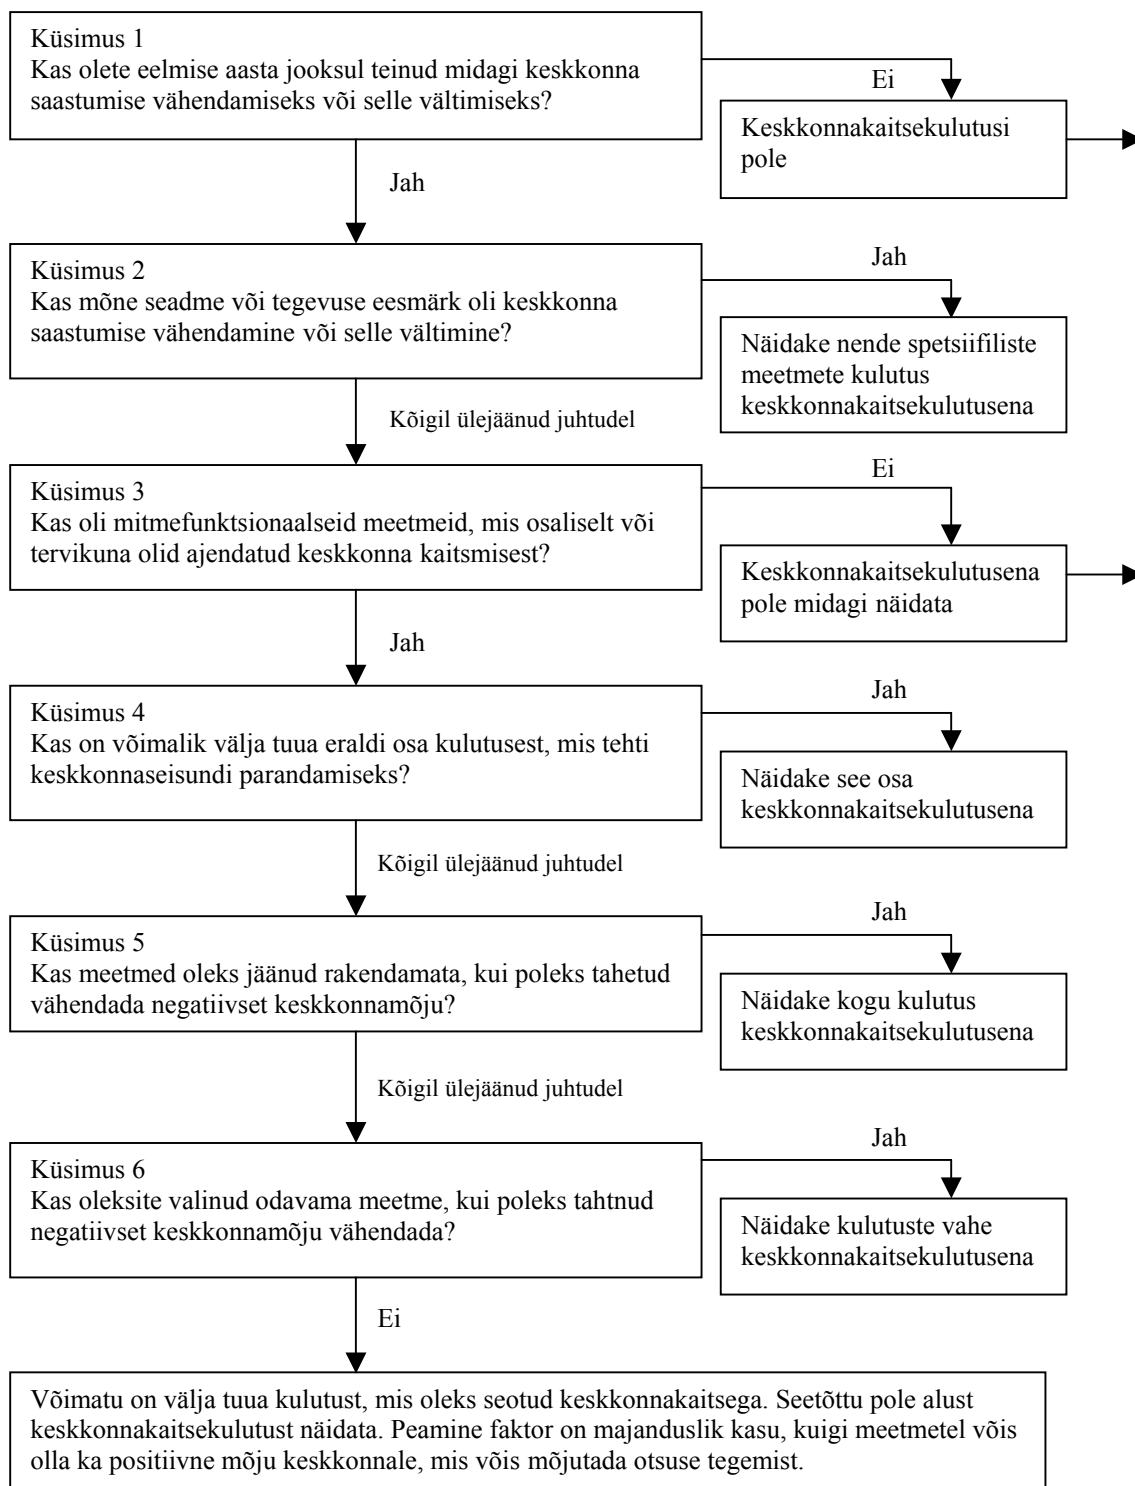 Küsimus 1
Kas olete eelmise aasta jooksul teinud midagi keskkonna
saastumise vähendamiseks või selle vältimiseks?
Ei
Keskkonnakaitsekulutusi
pole
Jah
Küsimus 2
Kas mõne seadme või tegevuse eesmärk oli keskkonna
saastumise vähendamine või selle vältimine?
Jah
Näidake nende spetsiifiliste
meetmete kulutus
keskkonnakaitsekulutusena
Kõigil ülejäänud juhtudel
Küsimus 3
Kas oli mitmefunktsionaalseid meetmeid, mis osaliselt või
tervikuna olid ajendatud keskkonna kaitsmisest?
Ei
Keskkonnakaitsekulutusena
pole midagi näidata
Jah
Küsimus 4
Kas on võimalik välja tuua eraldi osa kulutusest, mis tehti
keskkonnaseisundi parandamiseks?
Jah
Näidake see osa
keskkonnakaitsekulutusena
Kõigil ülejäänud juhtudel
Küsimus 5
Kas meetmed oleks jäänud rakendamata, kui poleks tahetud
vähendada negatiivset keskkonnamõju?
Jah
Näidake kogu kulutus
keskkonnakaitsekulutusena
Kõigil ülejäänud juhtudel
Küsimus 6
Kas oleksite valinud odavama meetme, kui poleks tahtnud
negatiivset keskkonnamõju vähendada?
Jah
Näidake kulutuste vahe
keskkonnakaitsekulutusena
Ei
Võimatu on välja tuua kulutust, mis oleks seotud keskkonnakaitsega. Seetõttu pole alust
keskkonnakaitsekulutust näidata. Peamine faktor on majanduslik kasu, kuigi meetmetel võis
olla ka positiivne mõju keskkonnale, mis võis mõjutada otsuse tegemist.